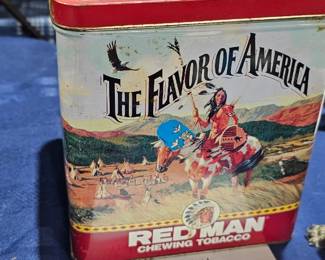 THE FLAVOR OF AMERICA
RED MAN
CHEWING TOBACCO